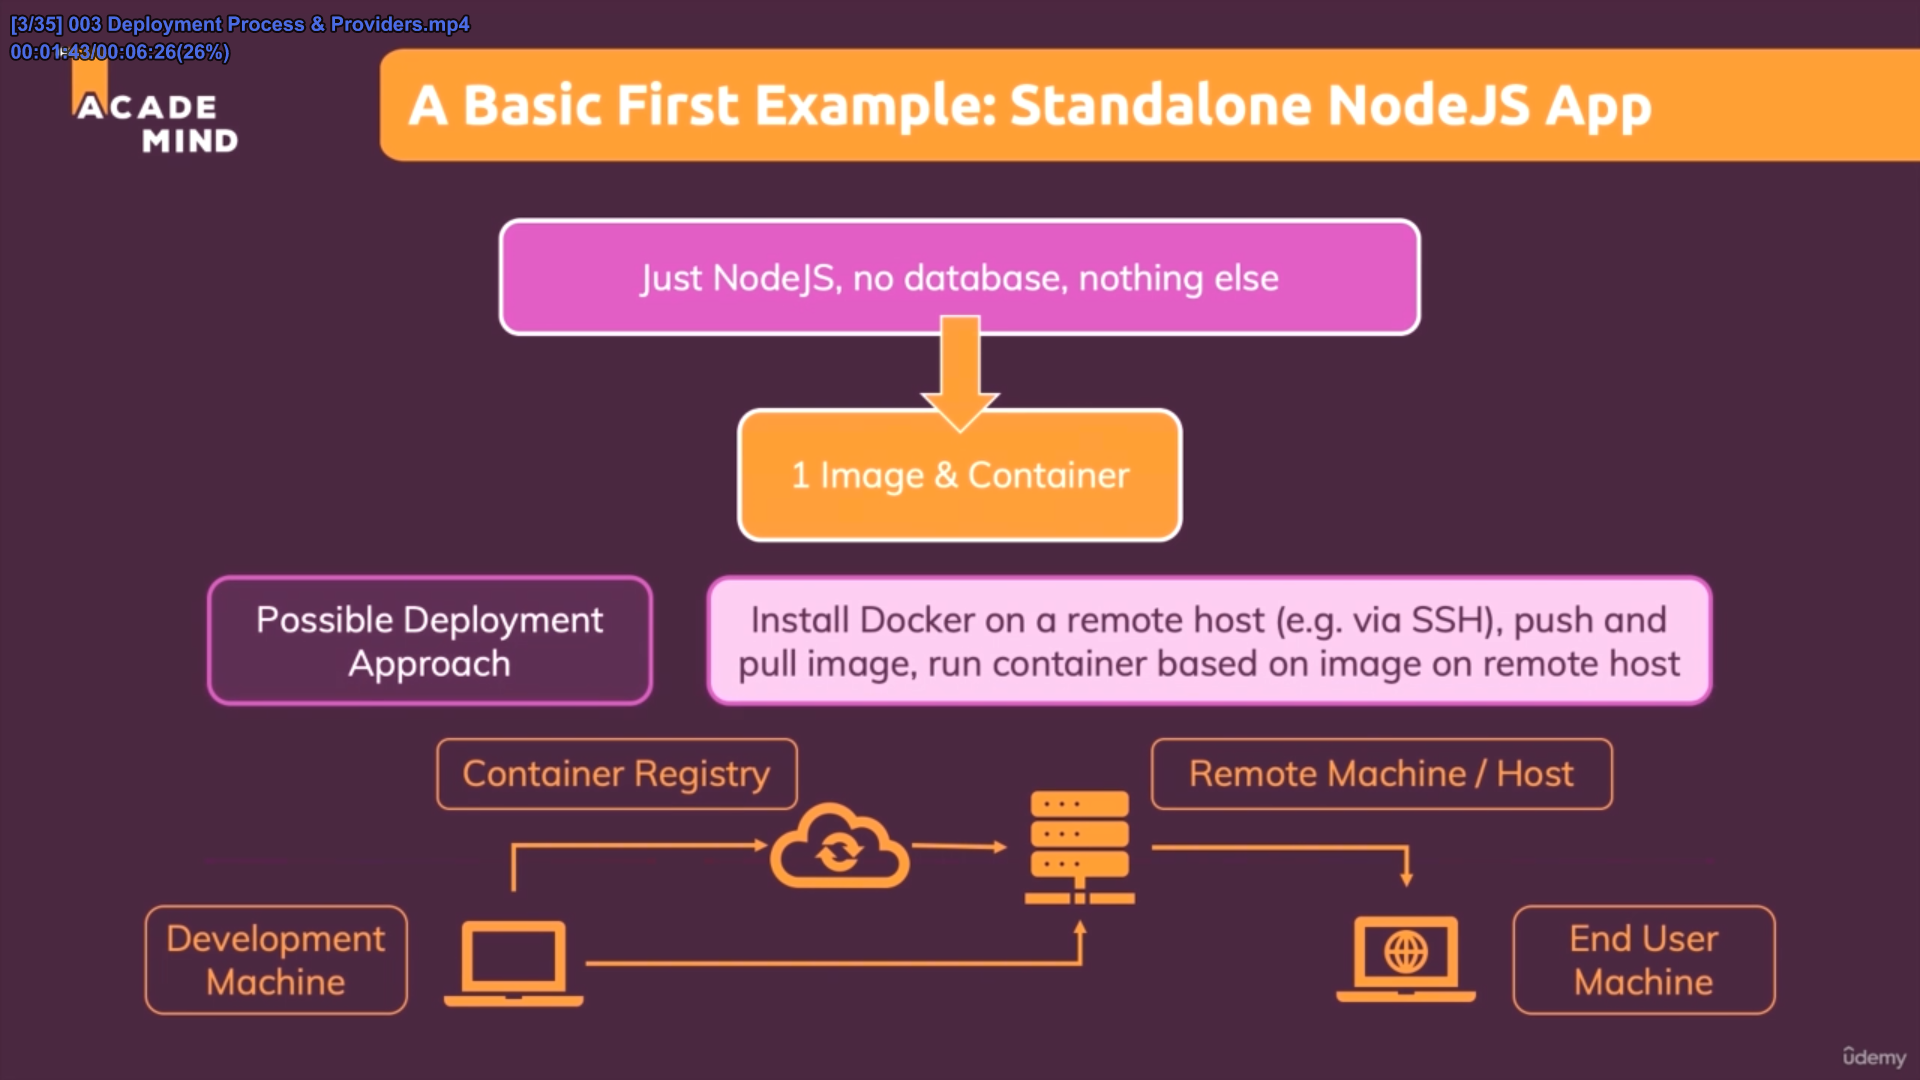 [3/35] 003 Deployment Process & Providers.mp4
00:01:43/00:06:26(26%)
ACADE
MIND
A Basic First Example: Standalone NodeJS App
Just NodeJS, no database, nothing else
1 Image & Container
Possible Deployment
Approach
Install Docker on a remote host (e.g. via SSH), push and
pull image, run container based on image on remote host
Container Registry
Remote Machine / Host
Development
Machine
End User
Machine
ûdemy